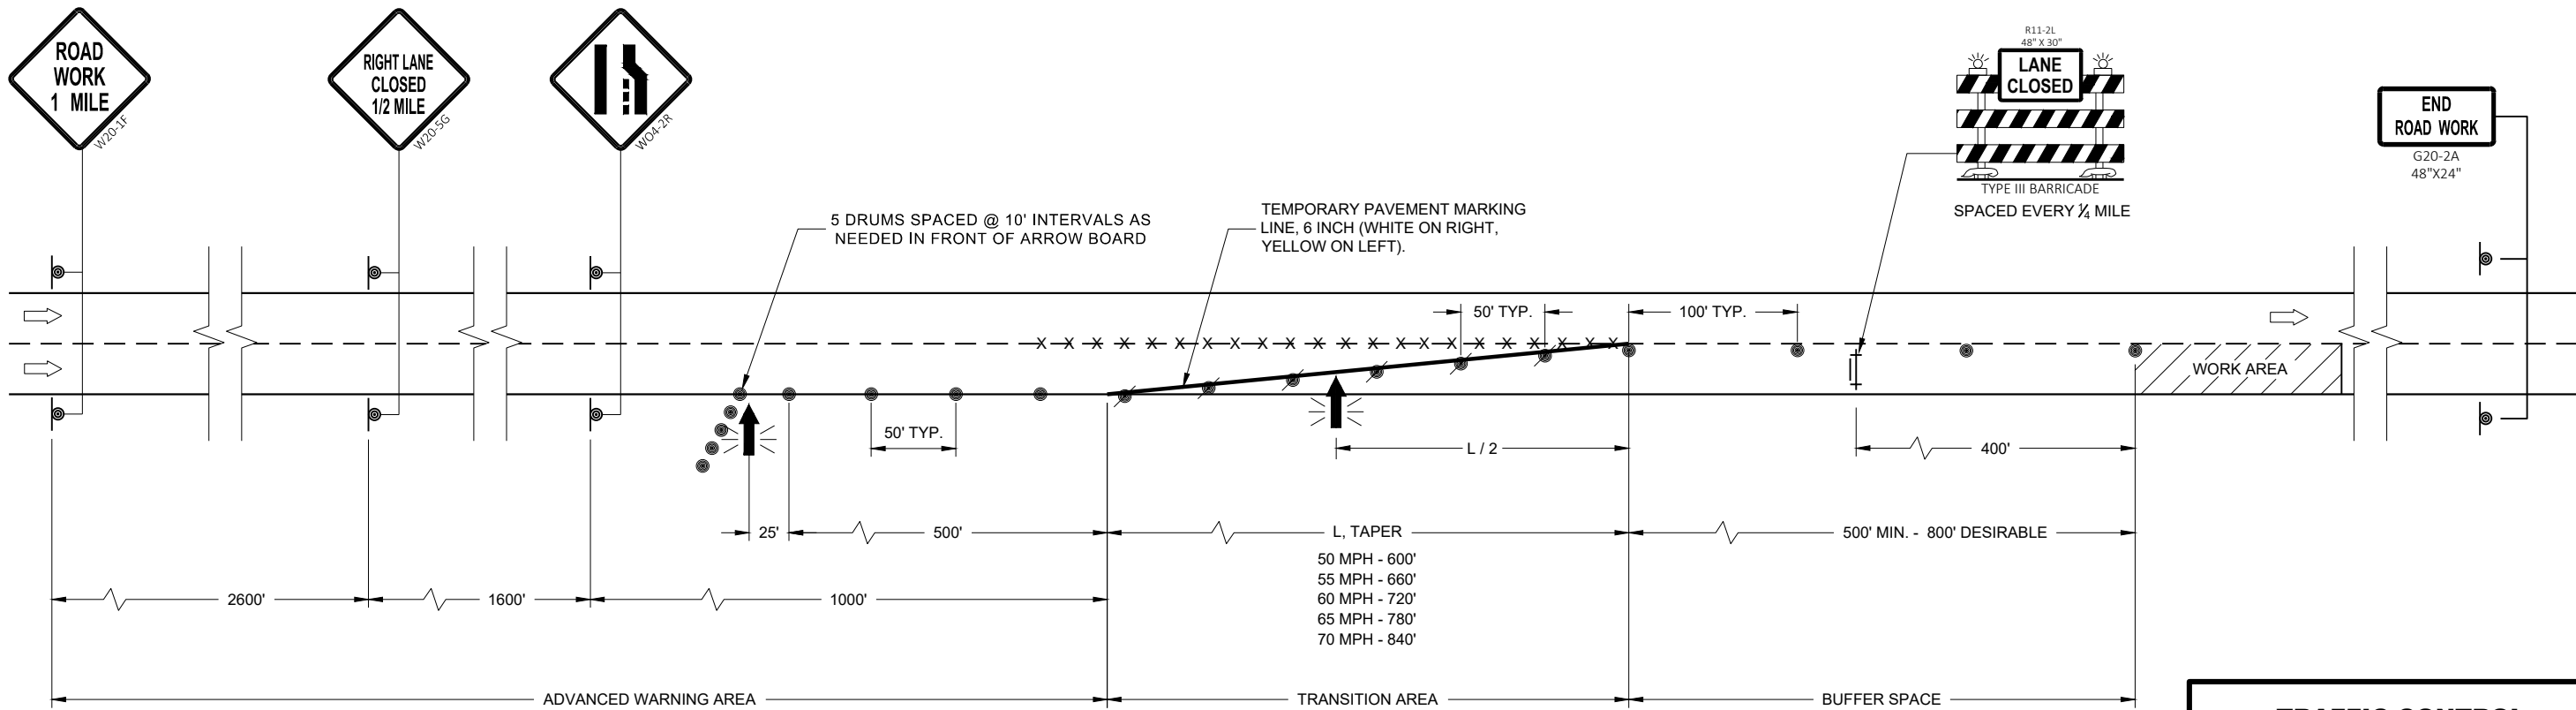 ROAD
WORK
1 MILE
W20-1F
RIGHT LANE
CLOSED
1/2 MILE
W20-5G
WO4-2R
R11-2L
48" X 30"
LANE
CLOSED
TYPE III BARRICADE
SPACED EVERY ¼ MILE
END
ROAD WORK
G20-2A
48"X24"
5 DRUMS SPACED @ 10' INTERVALS AS
NEEDED IN FRONT OF ARROW BOARD
TEMPORARY PAVEMENT MARKING
LINE, 6 INCH (WHITE ON RIGHT,
YELLOW ON LEFT).
50' TYP.
100' TYP.
X X X X X X X X X X X X X X X X X X X X X X
WORK AREA
50' TYP.
L / 2
400'
25'
500'
L, TAPER
500' MIN. - 800' DESIRABLE
50 MPH - 600'
55 MPH - 660'
60 MPH - 720'
65 MPH - 780'
70 MPH - 840'
2600'
1600'
1000'
ADVANCED WARNING AREA
TRANSITION AREA
BUFFER SPACE
TRAFFIC CONTROL